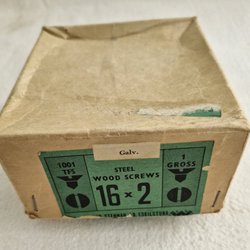 Galv.
1001
TFS
STEEL
WOOD SCREWS
1
GROSS
16 × 2